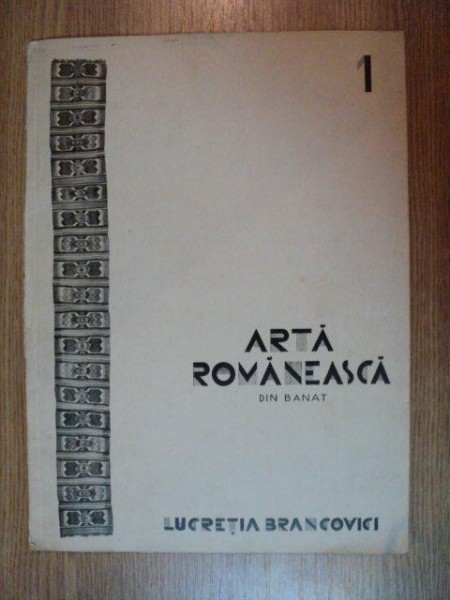 1
ARTĂ
ROMÂNEASCĂ
DIN BANAT
LUCREȚIA BRANCOVICI